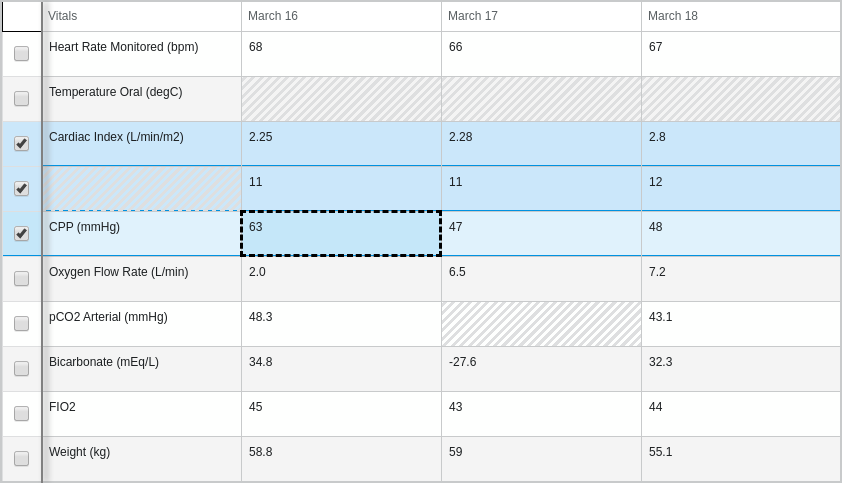 Vitals March 16 March 17 March 18
Heart Rate Monitored (bpm) 68 66 67
Temperature Oral (degC)
Cardiac Index (L/min/m2) 2.25 2.28 2.8
11 11 12
CPP (mmHg) 63 47 48
Oxygen Flow Rate (L/min) 2.0 6.5 7.2
pCO2 Arterial (mmHg) 48.3 43.1
Bicarbonate (mEq/L) 34.8 -27.6 32.3
FIO2 45 43 44
Weight (kg) 58.8 59 55.1